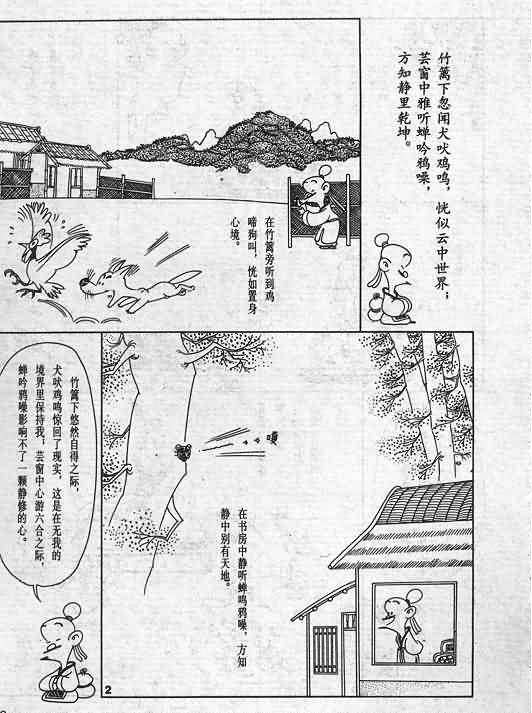 竹篱下忽闻犬吠鸡鸣，恍似云中世界；
芸窗中雅听蝉吟鸦噪，
方知静里乾坤。
在竹篱旁听到鸡
啼狗叫，恍如置身
心境。
嗄
在书房中静听蝉鸣鸦噪，方知
静中别有天地。
竹篱下悠然自得之际，
犬吠鸡鸣惊回了现实，这是在无我的
境界里保持我；芸窗中心游六合之际，
蝉吟鸦噪影响不了一颗静修的心。
2